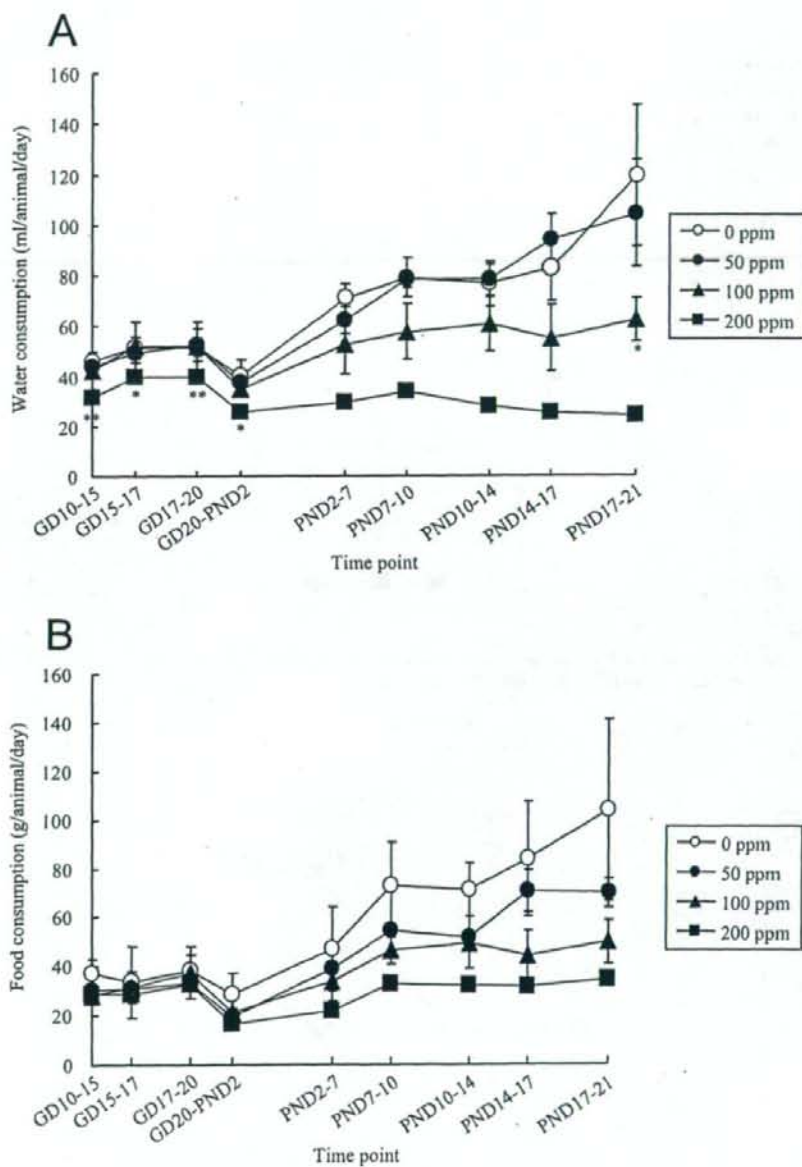 A
Water consumption (ml/animal/day)
160
140
120
100
80
60
40
20
0
**
*
**
*
*
GD10-15
GD15-17
GD17-20
GD20-PND2
PND2-7
PND7-10
PND10-14
PND14-17
PND17-21
Time point
0 ppm
50 ppm
100 ppm
200 ppm
B
Food consumption (g/animal/day)
160
140
120
100
80
60
40
20
0
GD10-15
GD15-17
GD17-20
GD20-PND2
PND2-7
PND7-10
PND10-14
PND14-17
PND17-21
Time point
0 ppm
50 ppm
100 ppm
200 ppm